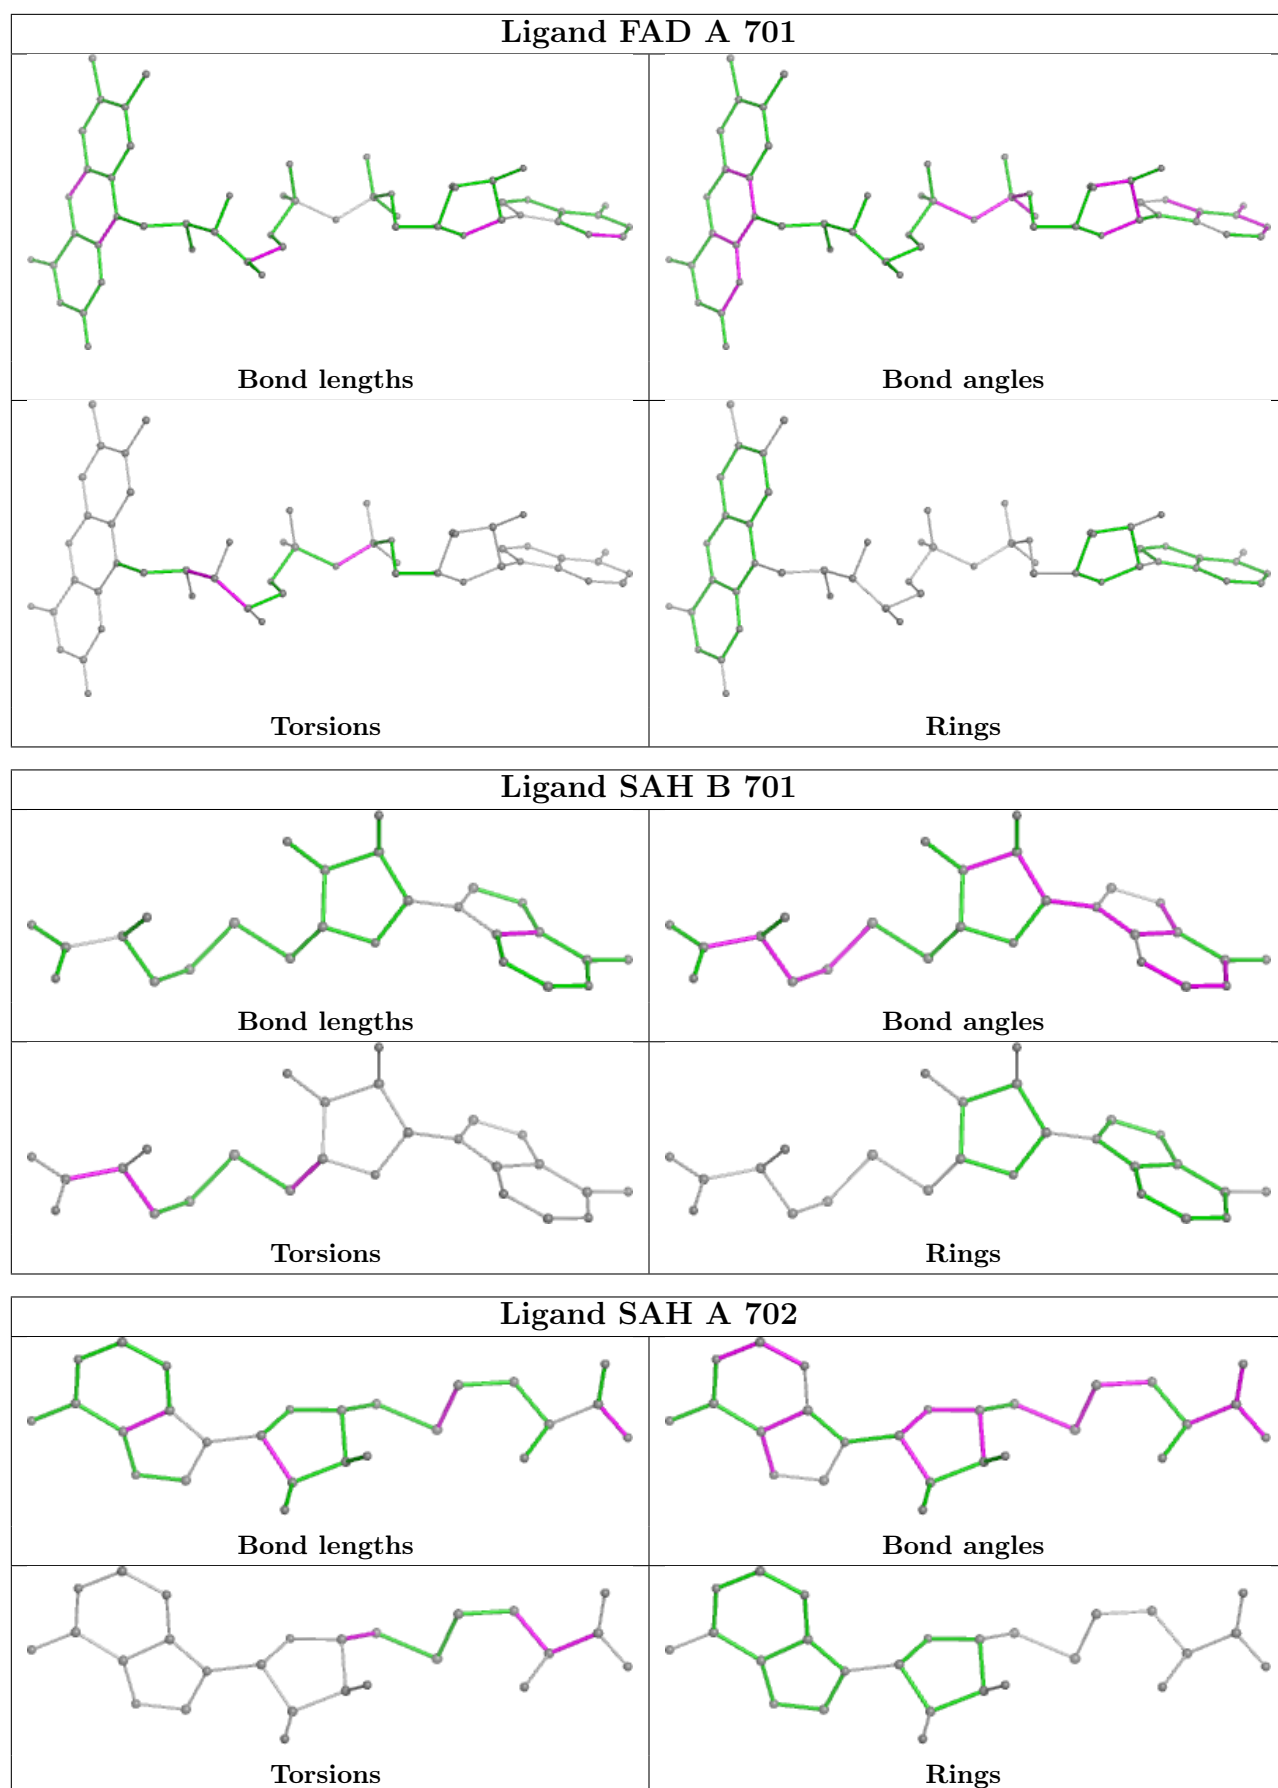 Ligand FAD A 701
Bond lengths
Bond angles
Torsions
Rings
Ligand SAH B 701
Bond lengths
Bond angles
Torsions
Rings
Ligand SAH A 702
Bond lengths
Bond angles
Torsions
Rings